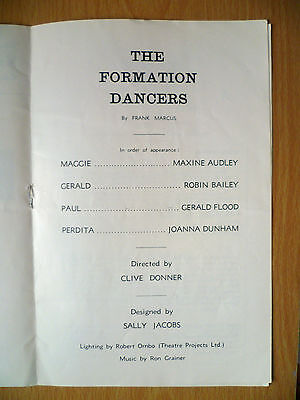 THE
FORMATION
DANCERS
By FRANK MARCUS
In order of appearance :
MAGGIE ...................... MAXINE AUDLEY
GERALD ......................... ROBIN BAILEY
PAUL ........................ GERALD FLOOD
PERDITA .................... JOANNA DUNHAM
Directed by
CLIVE DONNER
Designed by
SALLY JACOBS
Lighting by Robert Ornbo (Theatre Projects Ltd.)
Music by Ron Grainer